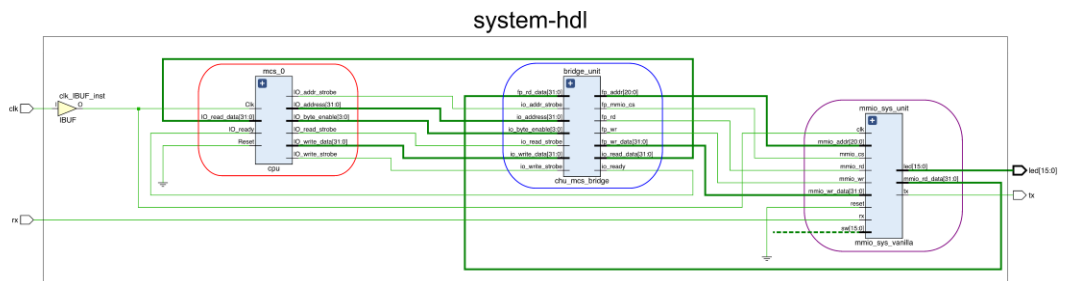 system-hdl
clk
clk_IBUF_inst
O
IBUF
rx
mcs_0
Clk
IO_read_data[31:0]
IO_ready
Reset
IO_addr_strobe
IO_address[31:0]
IO_byte_enable[3:0]
IO_read_strobe
IO_write_data[31:0]
IO_write_strobe
cpu
bridge_unit
fp_rd_data[31:0]
io_addr_strobe
io_address[31:0]
io_byte_enable[3:0]
io_read_strobe
io_write_data[31:0]
io_write_strobe
fp_addr[20:0]
fp_mmio_cs
fp_rd
fp_wr
fp_wr_data[31:0]
io_read_data[31:0]
io_ready
chu_mcs_bridge
mmio_sys_unit
clk
mmio_addr[20:0]
mmio_cs
mmio_rd
mmio_wr
mmio_wr_data[31:0]
reset
rx
sw[15:0]
led[15:0]
mmio_rd_data[31:0]
tx
mmio_sys_vanilla
led[15:0]
tx